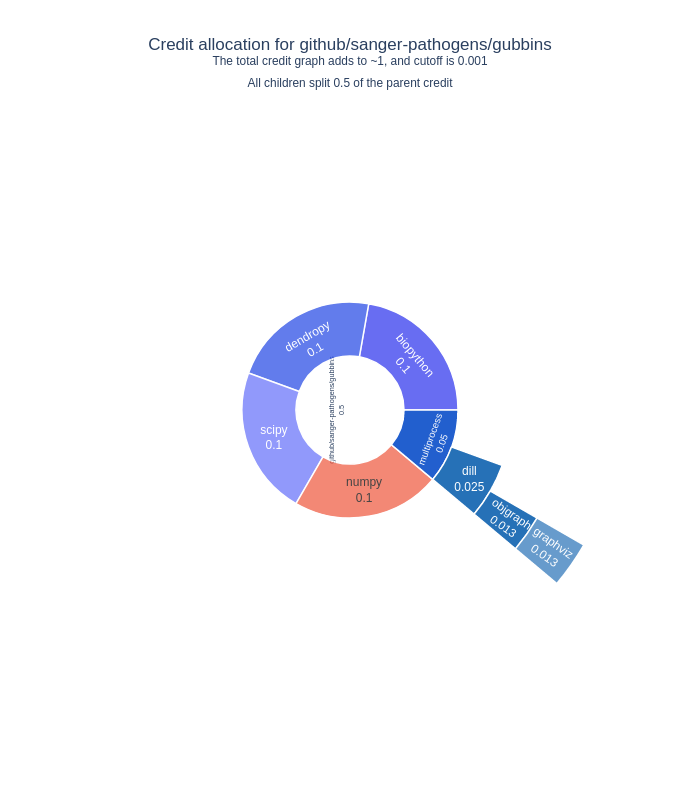 Credit allocation for github/sanger-pathogens/gubbins
The total credit graph adds to ~1, and cutoff is 0.001
All children split 0.5 of the parent credit
dendropy
0.1
biopython
0.1
scipy
0.1
github/sanger-pathogens/gubbins
0.5
multiprocess
0.05
numpy
0.1
dill
0.025
objgraph
0.013
graphviz
0.013